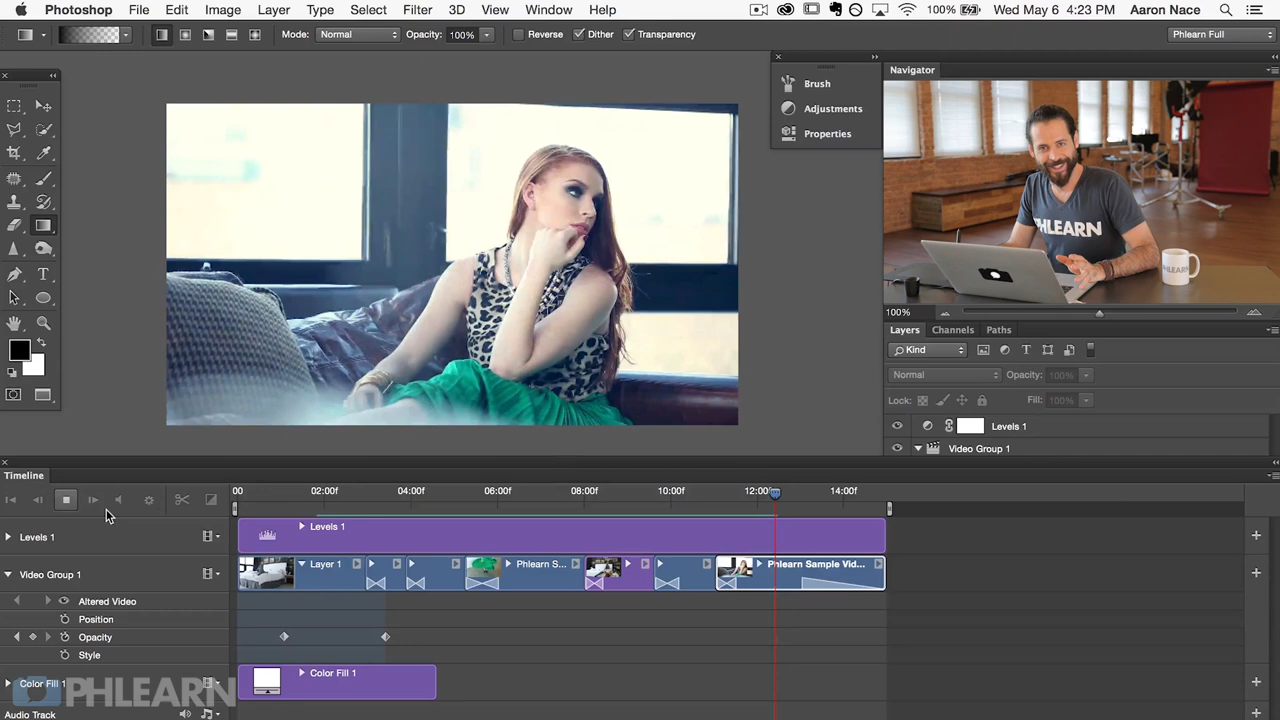 Photoshop File Edit Image Layer Type Select Filter 3D View Window Help 100% Wed May 6 4:23 PM Aaron Nace
Mode: Normal Opacity: 100% Reverse Dither Transparency Phlearn Full
Brush
Adjustments
Properties
Navigator
PHLEARN
PHLEARN
100%
Layers Channels Paths
Kind
Normal Opacity: 100%
Lock: Fill: 100%
Levels 1
Video Group 1
Timeline
00 02:00f 04:00f 06:00f 08:00f 10:00f 12:00f 14:00f
Levels 1 Levels 1
Video Group 1 Layer 1 Phlearn S... Phlearn Sample Vid...
Altered Video
Position
Opacity
Style
Color Fill 1 Color Fill 1
PHLEARN
Audio Track